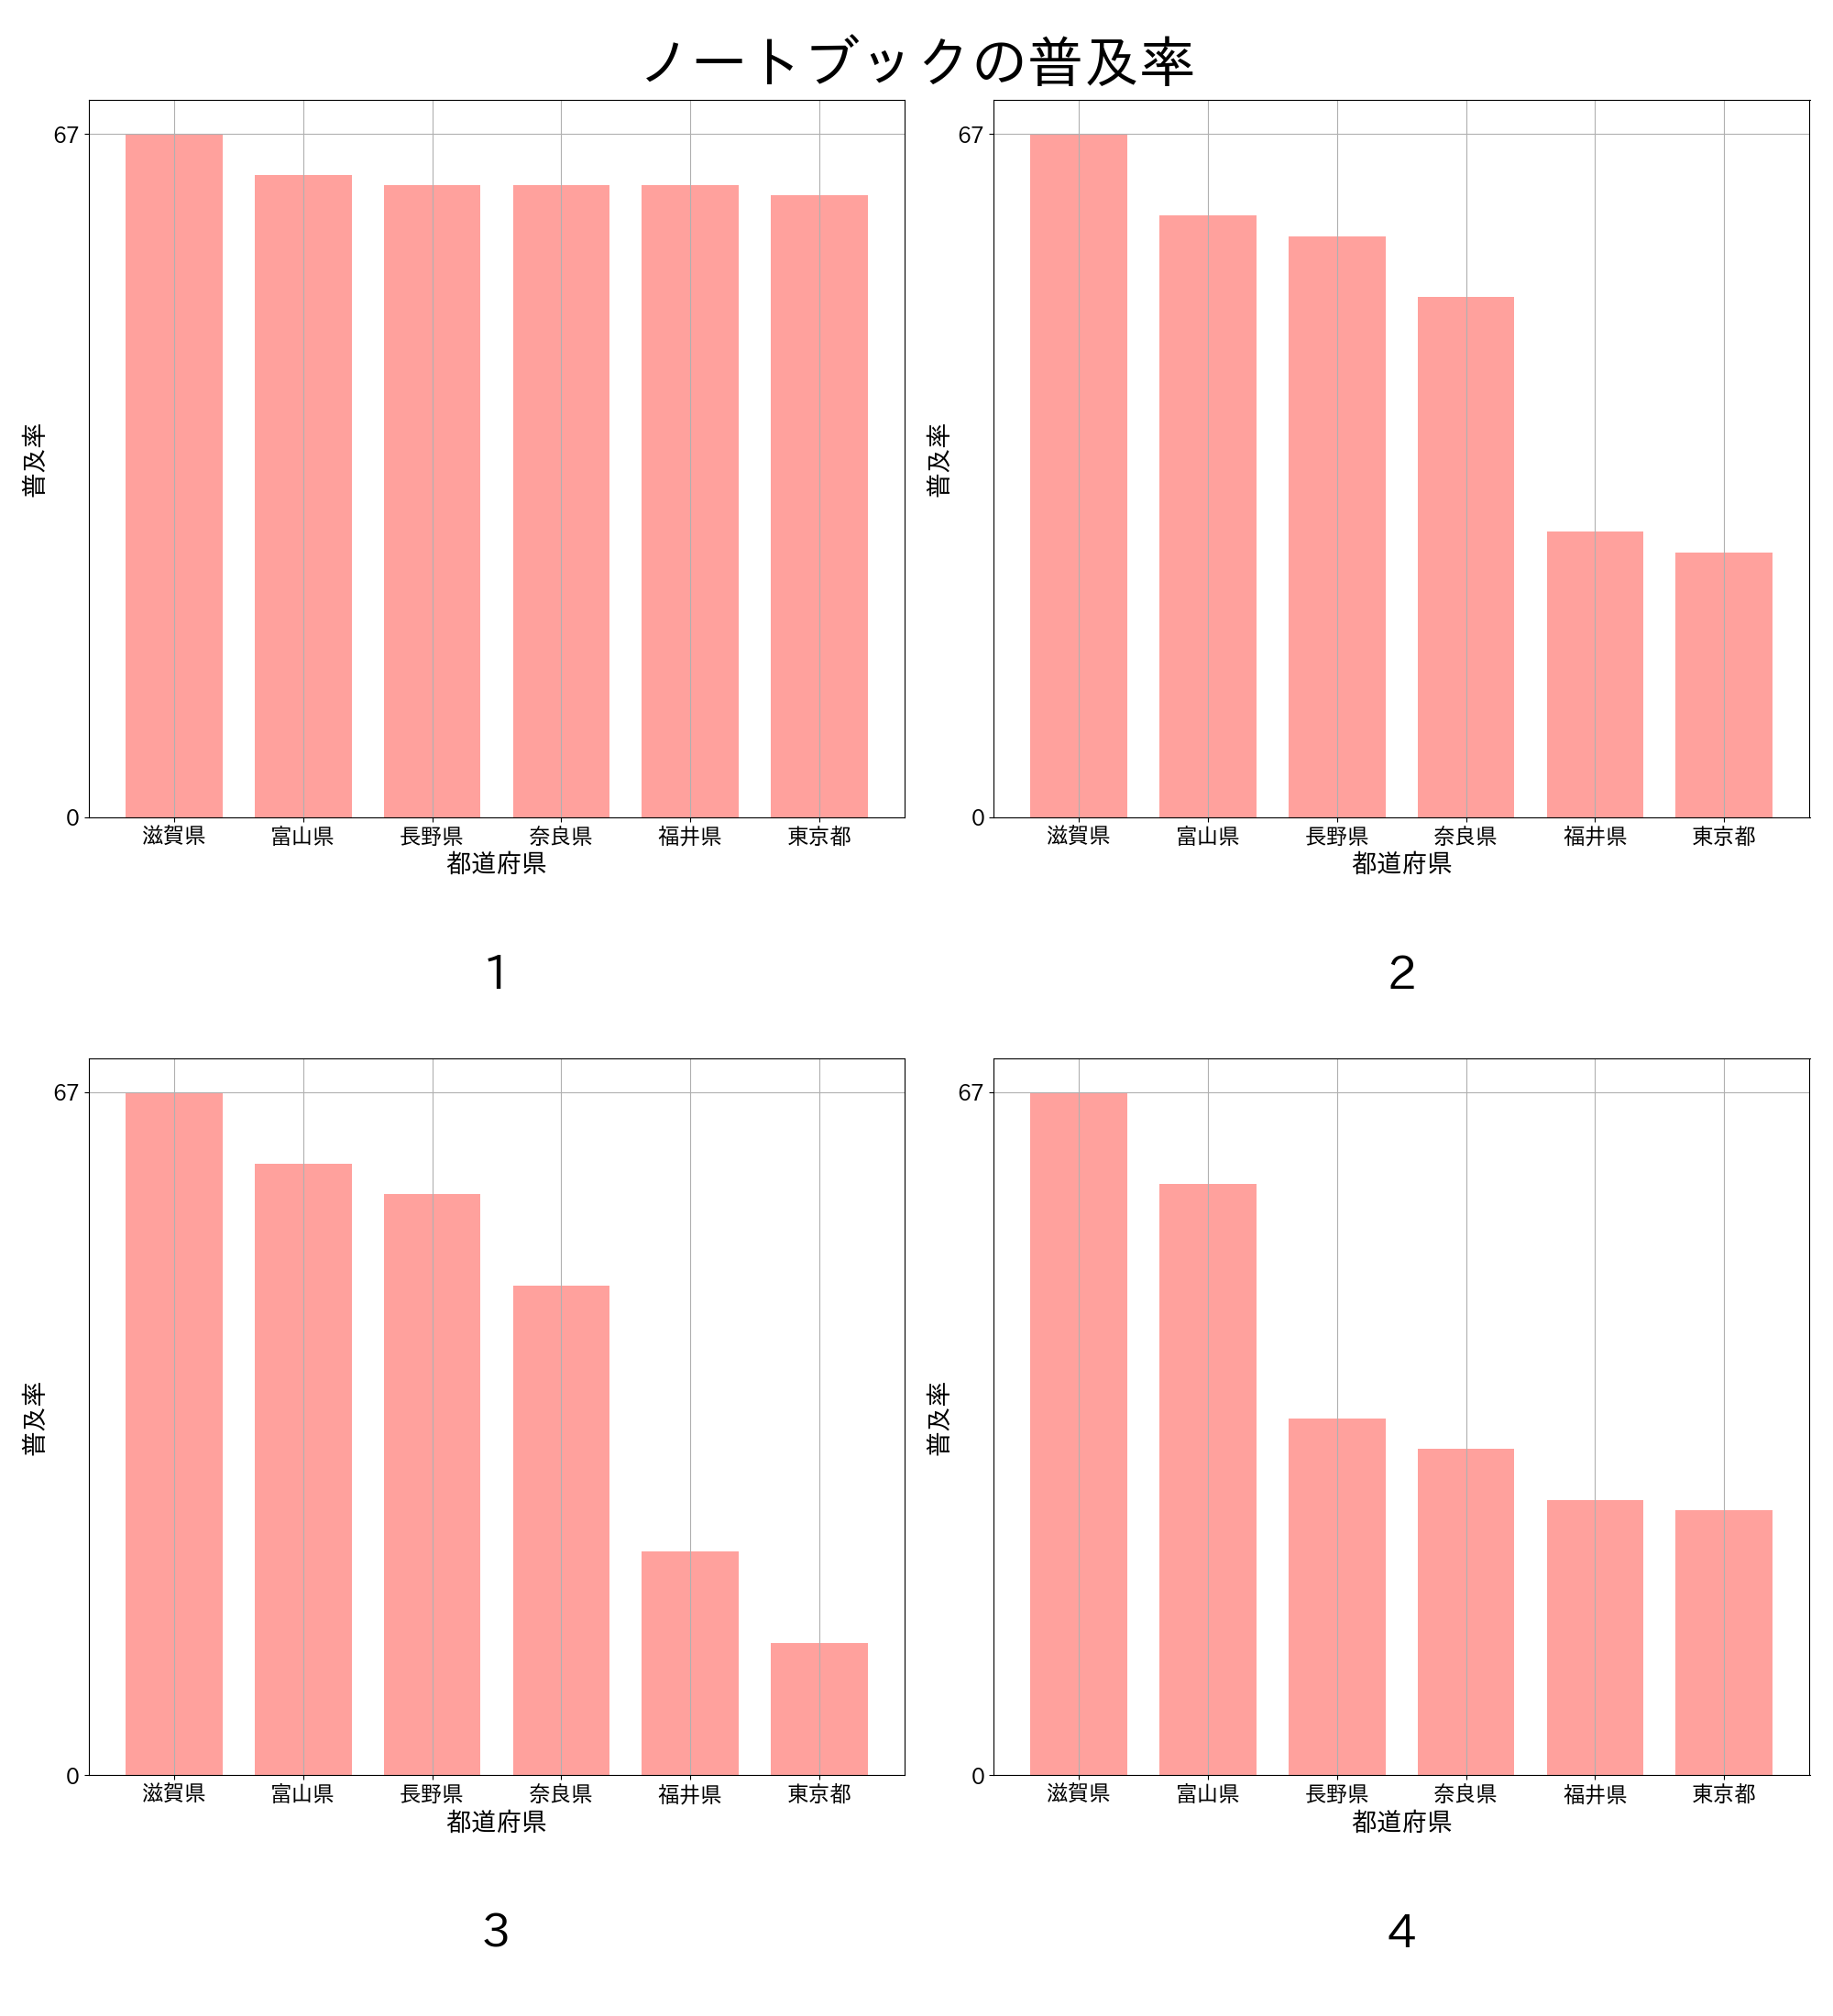 ノートブックの普及率
67
0
普及率
滋賀県 富山県 長野県 奈良県 福井県 東京都
都道府県
1
67
0
普及率
滋賀県 富山県 長野県 奈良県 福井県 東京都
都道府県
2
67
0
普及率
滋賀県 富山県 長野県 奈良県 福井県 東京都
都道府県
3
67
0
普及率
滋賀県 富山県 長野県 奈良県 福井県 東京都
都道府県
4